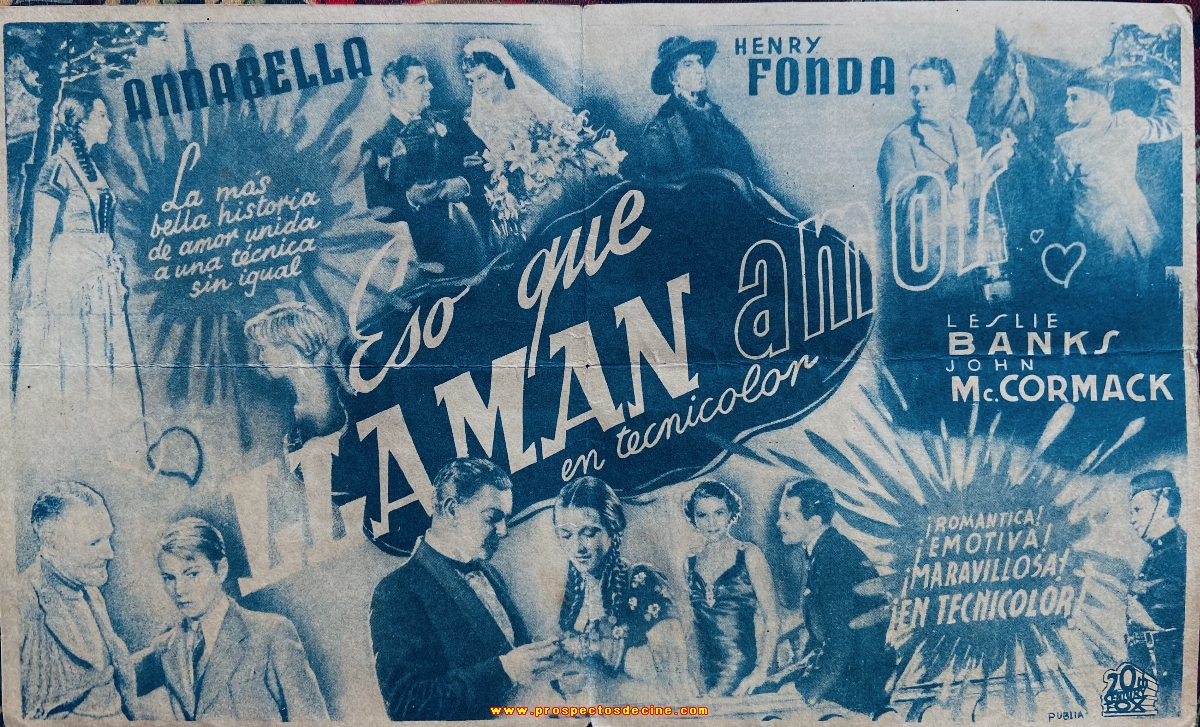 ANNABELLA
HENRY
FONDA
La más
bella historia
de amor unida
a una técnica
sin igual
Eso que
LLAMAN amor
en tecnicolor
LESLIE
BANKS
JOHN
Mc.CORMACK
¡ROMANTICA!
¡EMOTIVA!
¡MARAVILLOSA!
¡EN TECNICOLOR!
20th
CENTURY
FOX
PUBLIA
www.prospectosdecine.com